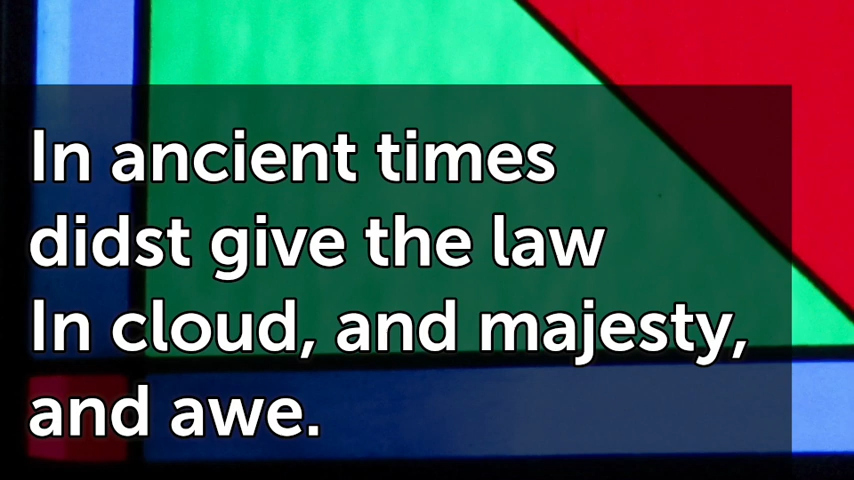 In ancient times
didst give the law
In cloud, and majesty,
and awe.